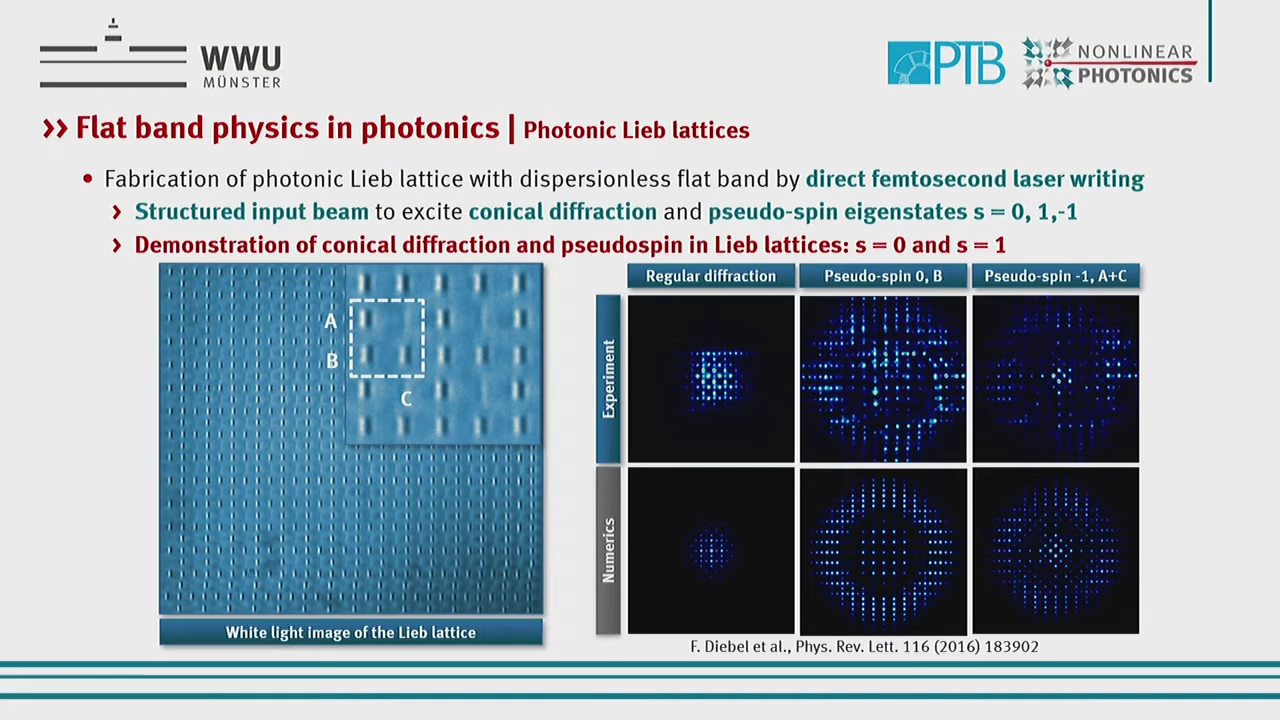 WWU
MÜNSTER
PTB
NONLINEAR
PHOTONICS
›› Flat band physics in photonics | Photonic Lieb lattices
• Fabrication of photonic Lieb lattice with dispersionless flat band by direct femtosecond laser writing
› Structured input beam to excite conical diffraction and pseudo-spin eigenstates s = 0, 1,-1
› Demonstration of conical diffraction and pseudospin in Lieb lattices: s = 0 and s = 1
A
B
C
White light image of the Lieb lattice
Regular diffraction
Pseudo-spin 0, B
Pseudo-spin -1, A+C
Experiment
Numerics
F. Diebel et al., Phys. Rev. Lett. 116 (2016) 183902